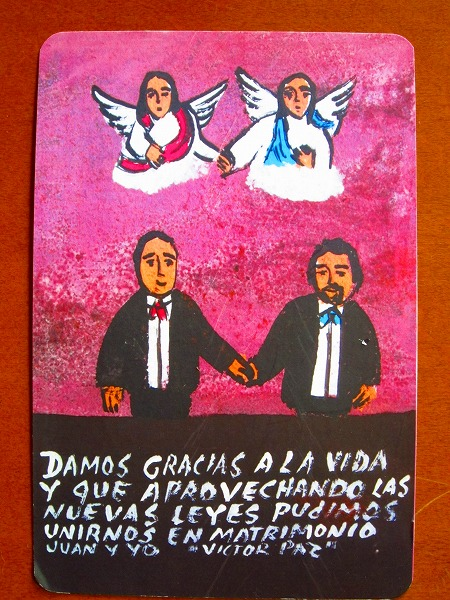 DAMOS GRACIAS A LA VIDA
Y QUE APROVECHANDO LAS
NUEVAS LEYES PUDIMOS
UNIRNOS EN MATRIMONIO
JUAN Y YO "VICTOR PAZ"